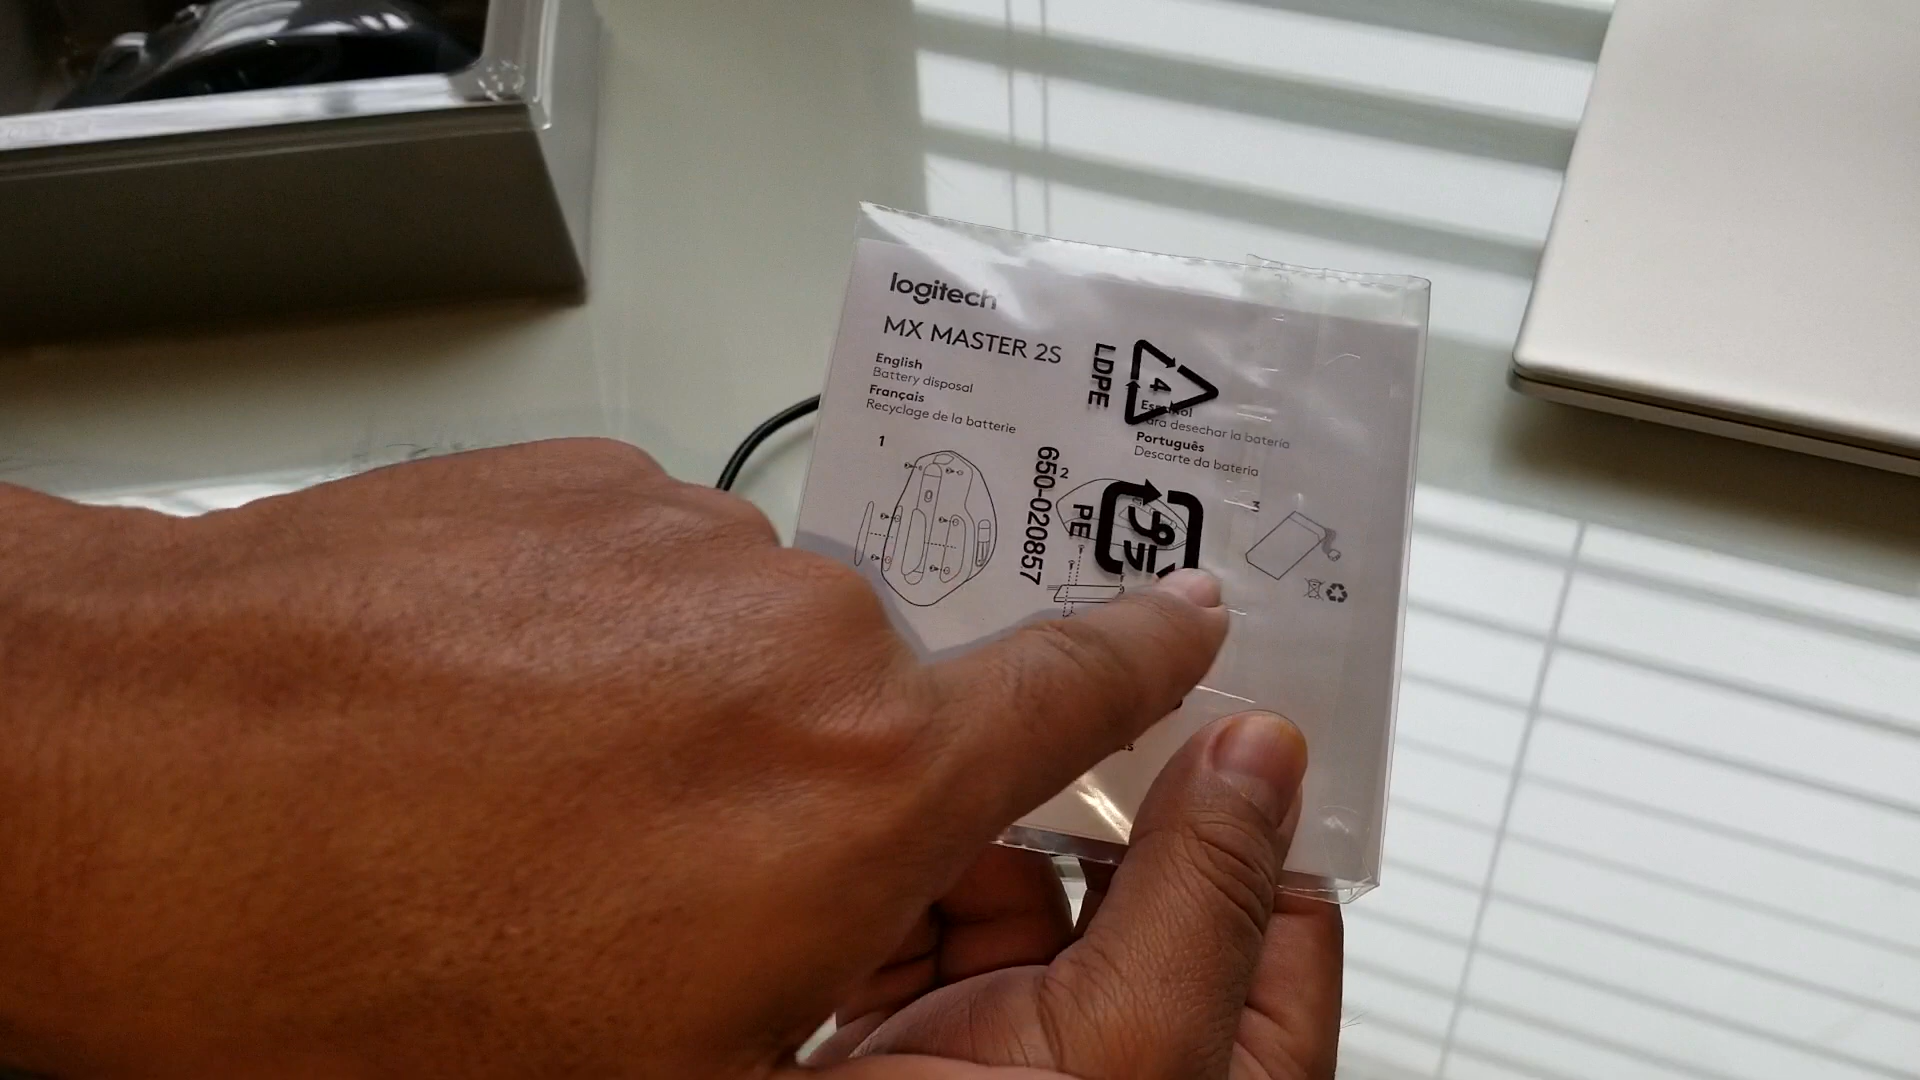 logitech
MX MASTER 2S
English
Battery disposal
Français
Recyclage de la batterie
LDPE
4
Español
Para desechar la batería
Português
Descarte da bateria
1
650-020857
2
PE
3